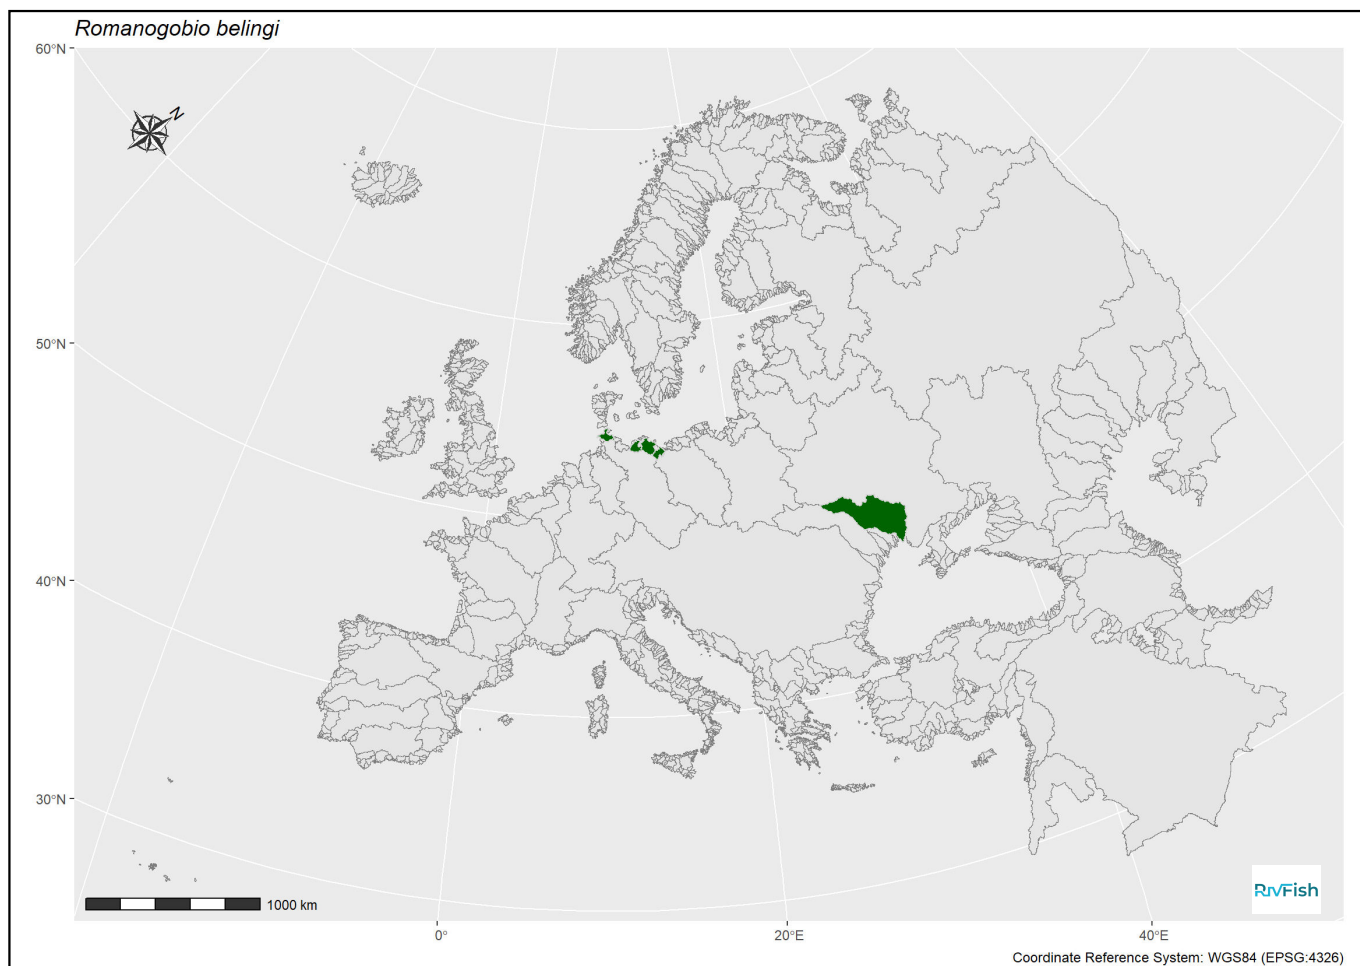 Romanogobio belingi
60°N
N
50°N
40°N
30°N
1000 km
RIVFISH
0°
20°E
40°E
Coordinate Reference System: WGS84 (EPSG:4326)